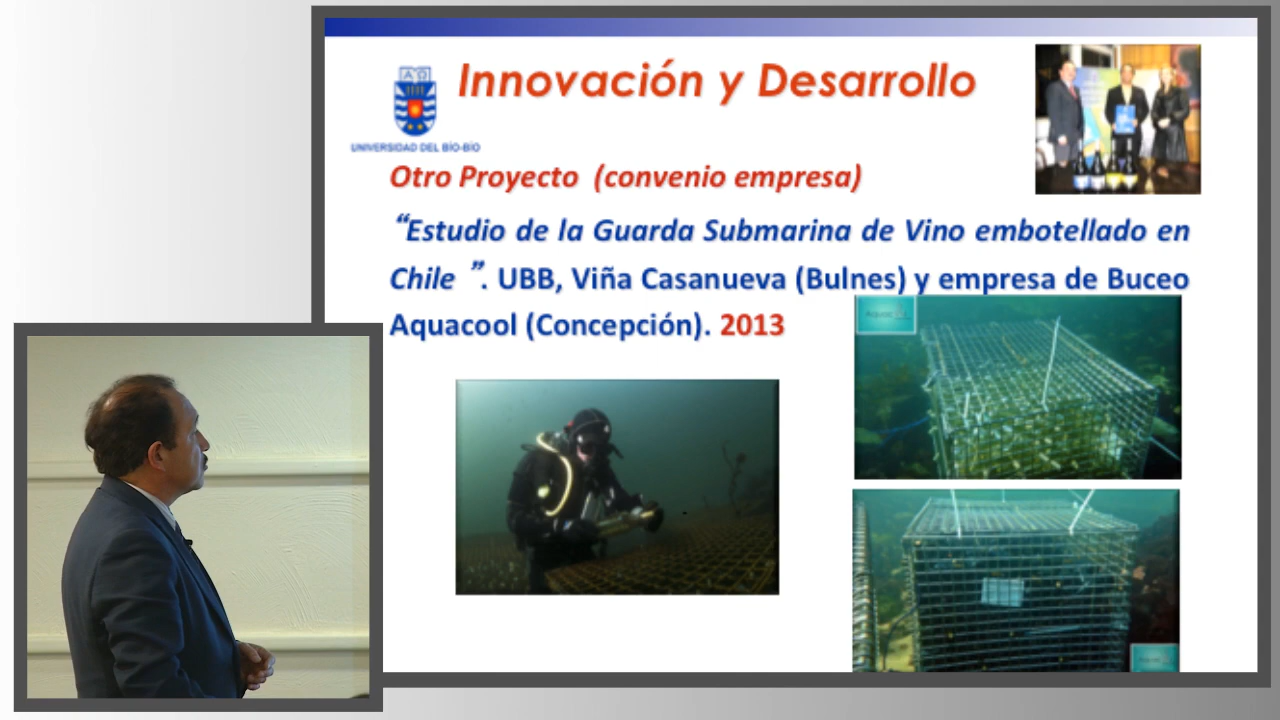 Innovación y Desarrollo
UNIVERSIDAD DEL BÍO-BÍO
Otro Proyecto (convenio empresa)
“Estudio de la Guarda Submarina de Vino embotellado en
Chile ”. UBB, Viña Casanueva (Bulnes) y empresa de Buceo
Aquacool (Concepción). 2013